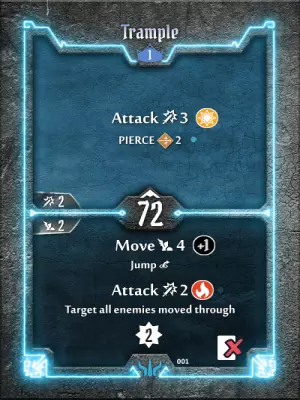 Trample
1
Attack 3
PIERCE 2
2
72
2
Move 4 +1
Jump
Attack 2
Target all enemies moved through
2
001